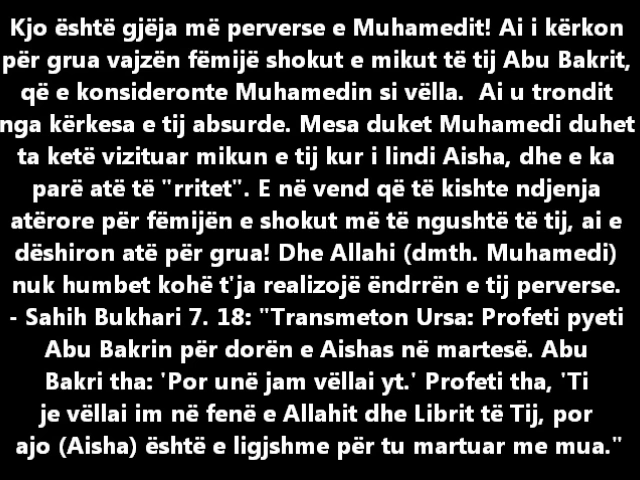 Kjo është gjëja më perverse e Muhamedit! Ai i kërkon
për grua vajzën fëmijë shokut e mikut të tij Abu Bakrit,
që e konsideronte Muhamedin si vëlla.  Ai u trondit
nga kërkesa e tij absurde. Mesa duket Muhamedi duhet
ta ketë vizituar mikun e tij kur i lindi Aisha, dhe e ka
parë atë të "rritet". E në vend që të kishte ndjenja
atërore për fëmijën e shokut më të ngushtë të tij, ai e
dëshiron atë për grua! Dhe Allahi (dmth. Muhamedi)
nuk humbet kohë t'ja realizojë ëndrrën e tij perverse.
- Sahih Bukhari 7. 18: "Transmeton Ursa: Profeti pyeti
Abu Bakrin për dorën e Aishas në martesë. Abu
Bakri tha: 'Por unë jam vëllai yt.' Profeti tha, 'Ti
je vëllai im në fenë e Allahit dhe Librit të Tij, por
ajo (Aisha) është e ligjshme për tu martuar me mua."